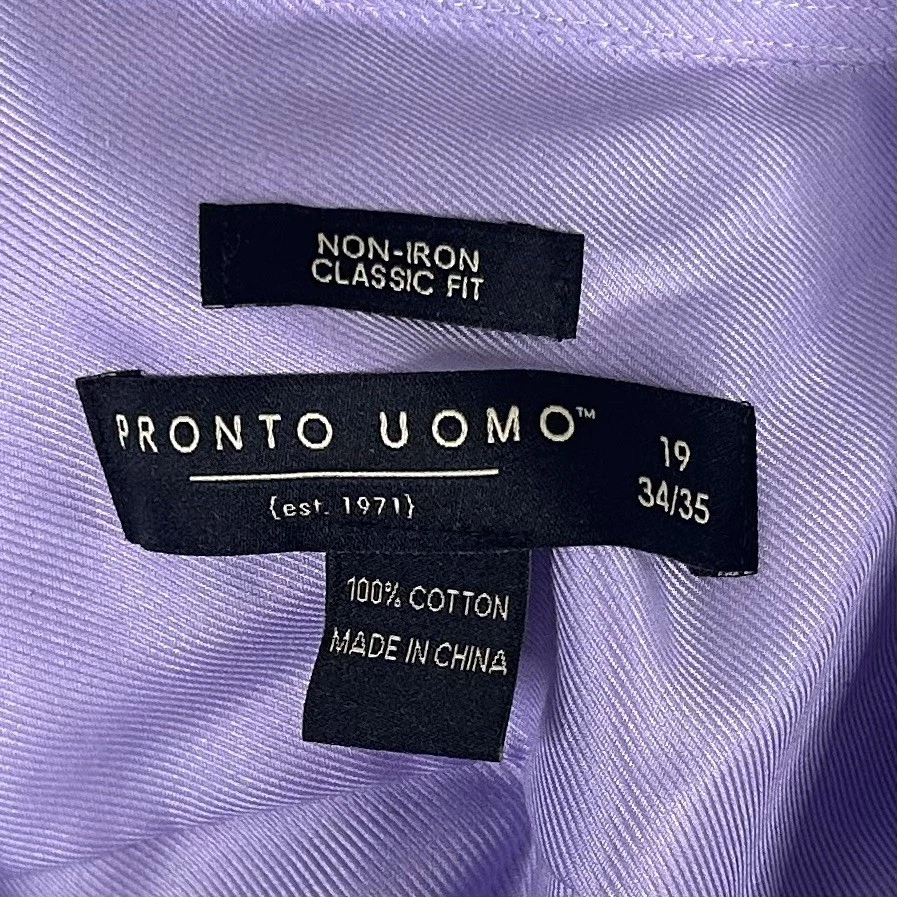 NON-IRON
CLASSIC FIT
PRONTO UOMO™
{est. 1971}
19
34/35
100% COTTON
MADE IN CHINA